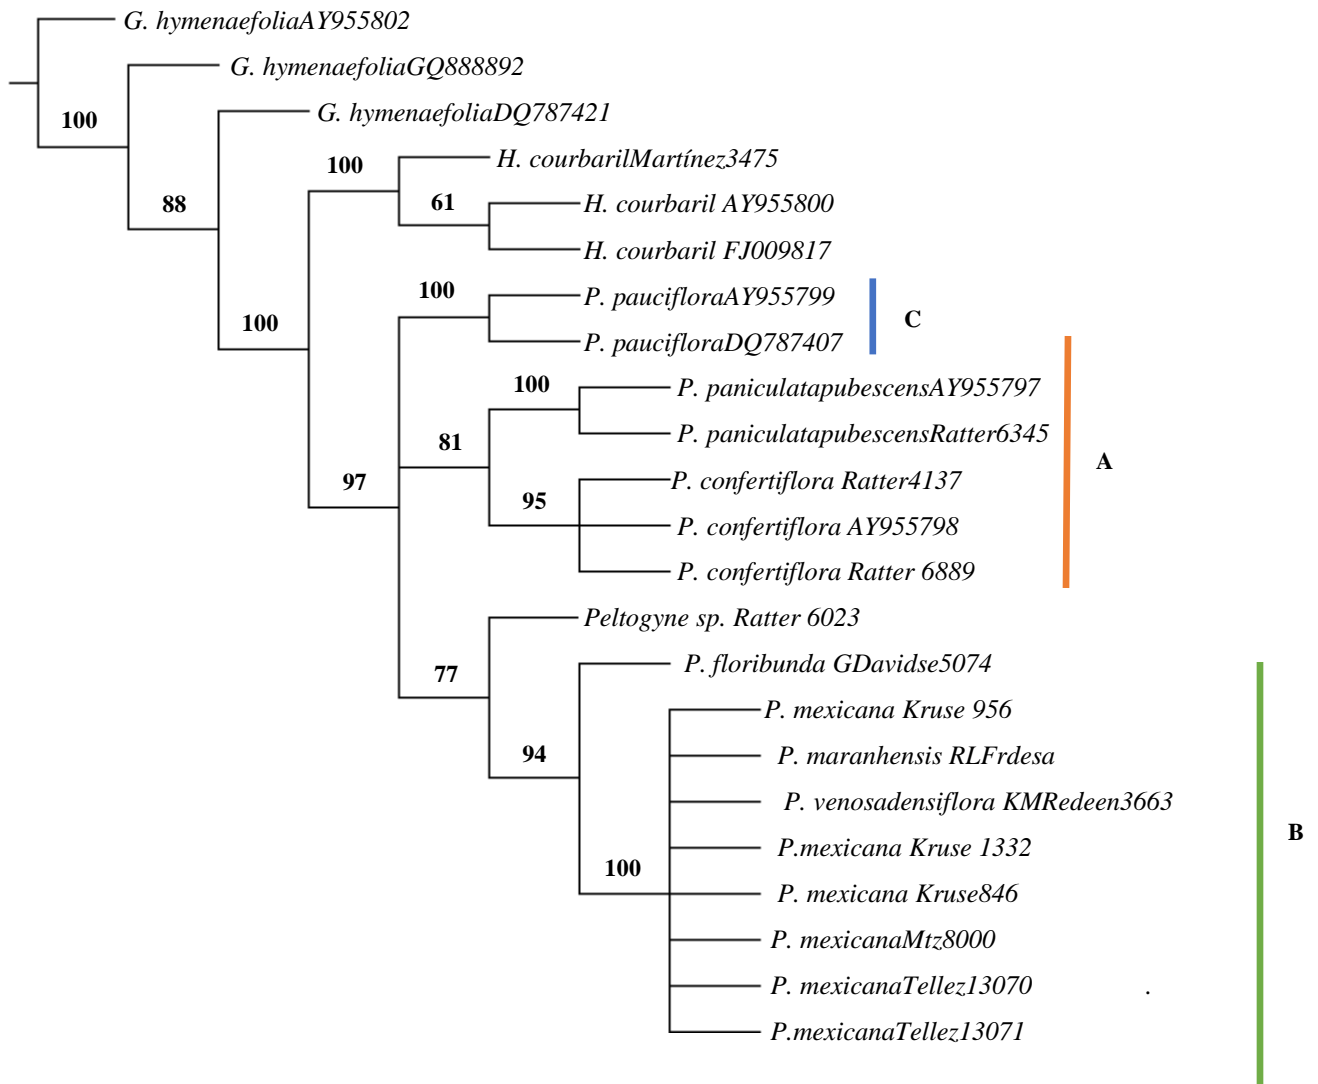 G. hymenaefoliaAY955802
G. hymenaefoliaGQ888892
100
G. hymenaefoliaDQ787421
100
H. courbarilMartínez3475
88
61
H. courbaril AY955800
H. courbaril FJ009817
100
P. paucifloraAY955799
C
100
P. paucifloraDQ787407
100
P. paniculatapubescensAY955797
81
P. paniculatapubescensRatter6345
A
97
P. confertiflora Ratter4137
95
P. confertiflora AY955798
P. confertiflora Ratter 6889
Peltogyne sp. Ratter 6023
77
P. floribunda GDavidse5074
P. mexicana Kruse 956
94
P. maranhensis RLFrdesa
P. venosadensiflora KMRedeen3663
B
P.mexicana Kruse 1332
100
P. mexicana Kruse846
P. mexicanaMtz8000
P. mexicanaTellez13070 .
P.mexicanaTellez13071